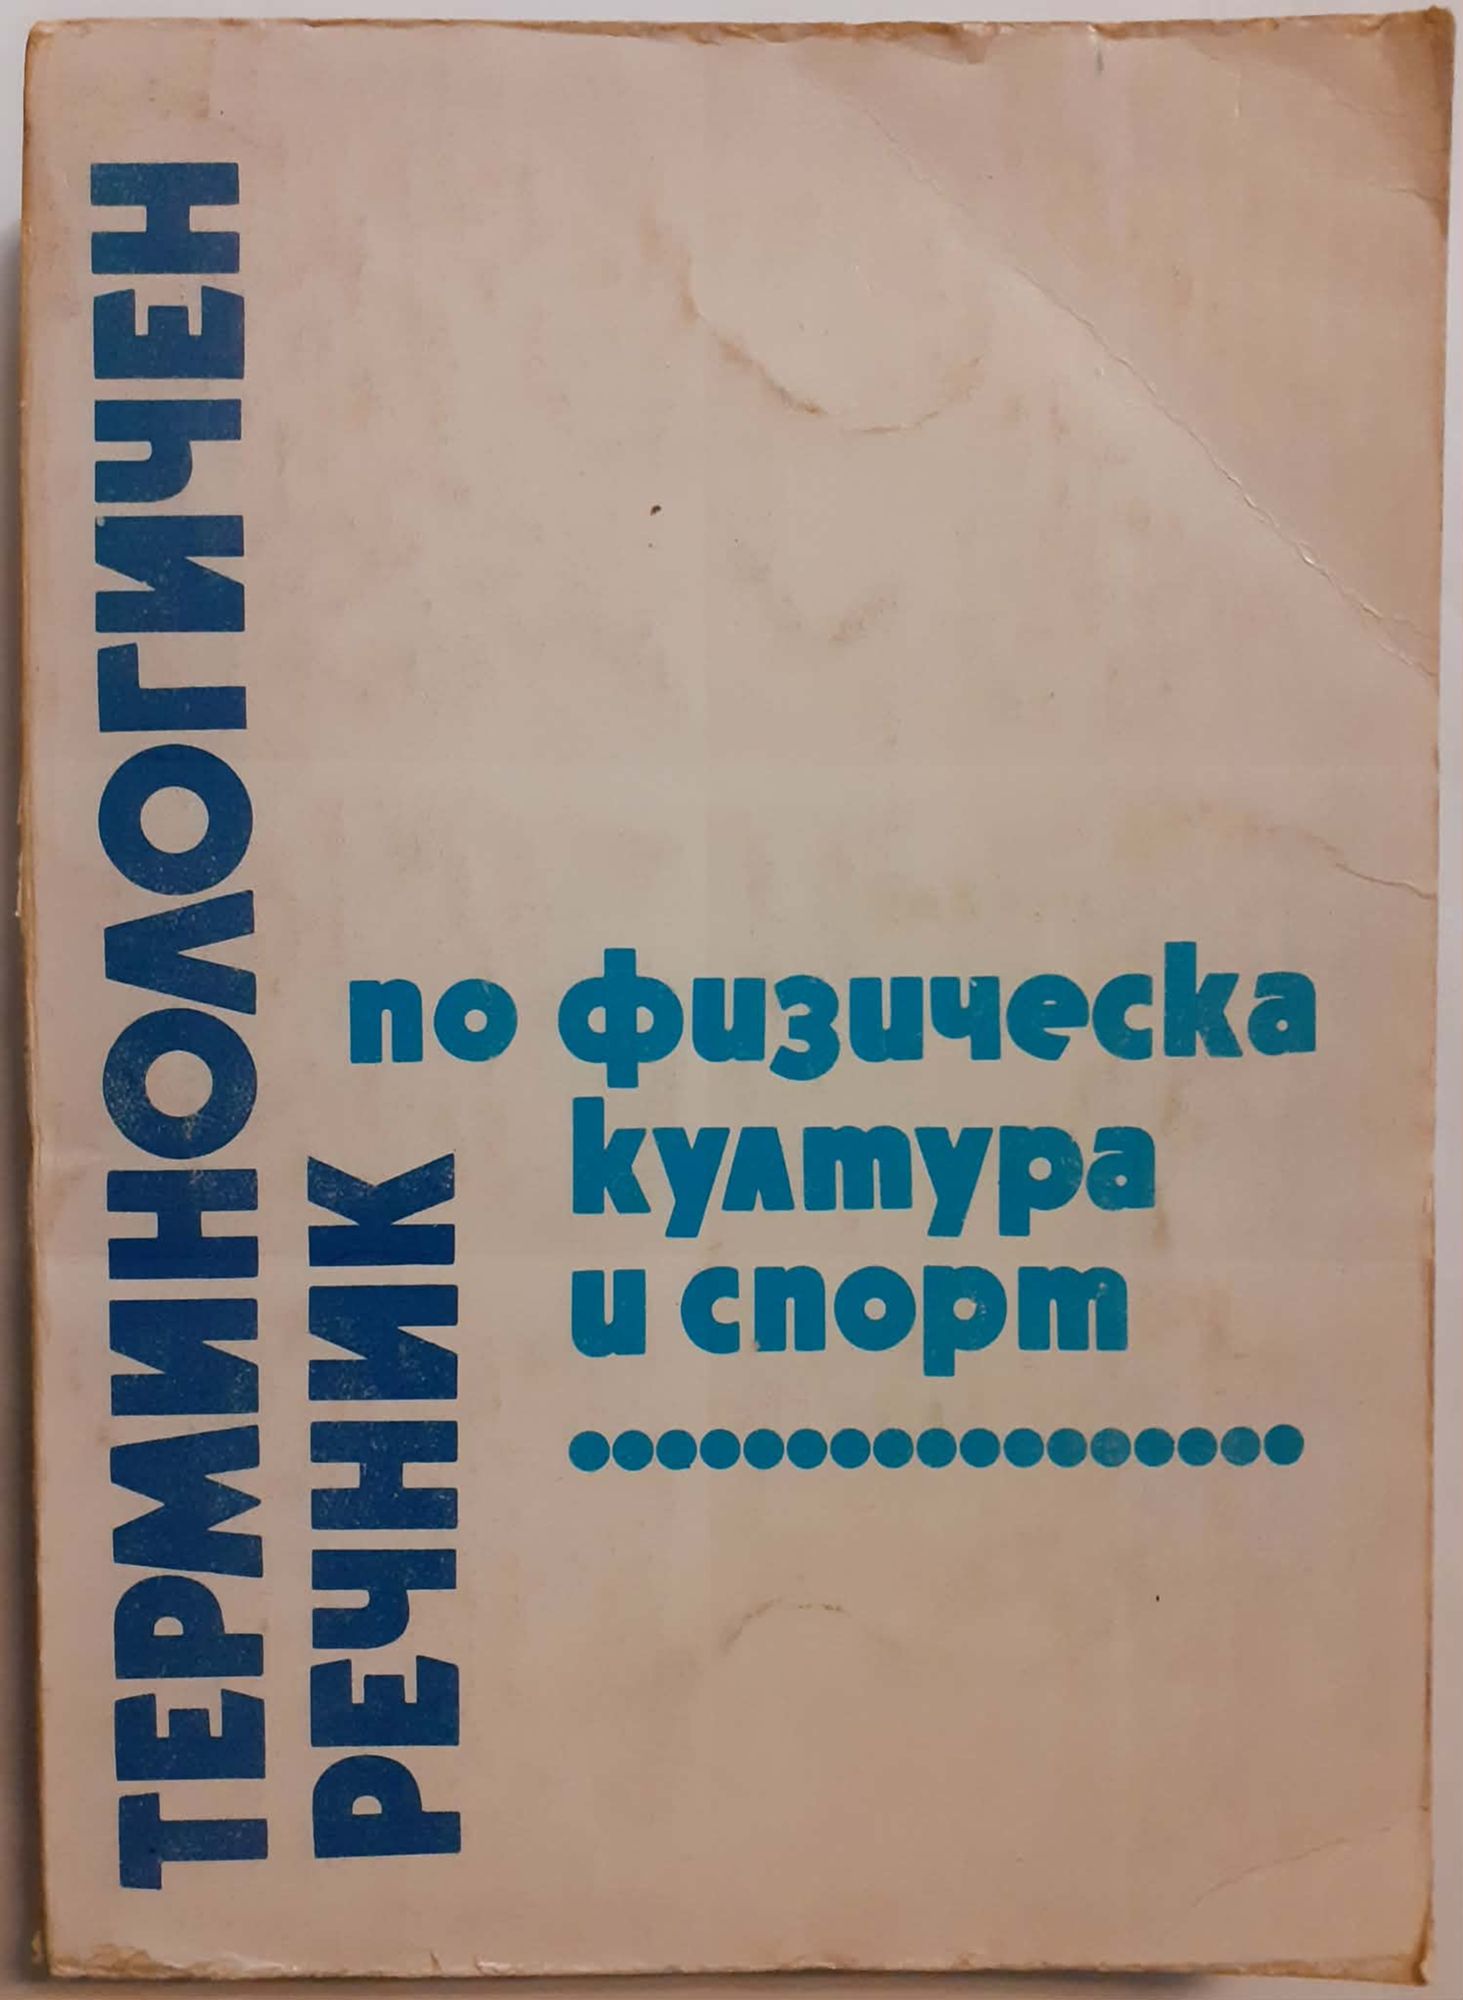 ТЕРМИНОЛОГИЧЕН
РЕЧНИК
по физическа
култура
и спорт